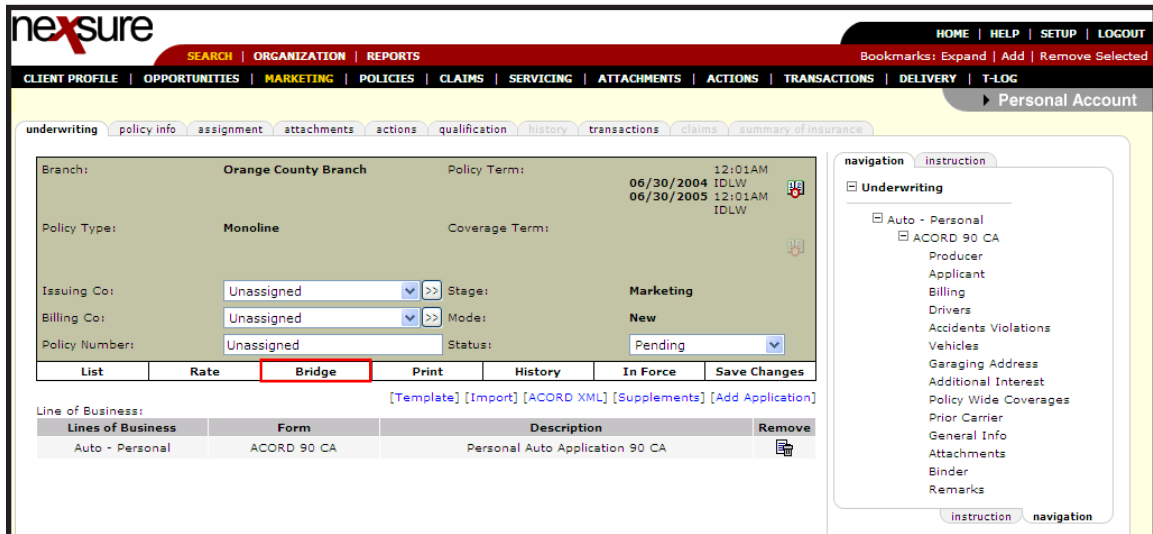 nexsure
HOME | HELP | SETUP | LOGOUT
SEARCH | ORGANIZATION | REPORTS
Bookmarks: Expand | Add | Remove Selected
CLIENT PROFILE | OPPORTUNITIES | MARKETING | POLICIES | CLAIMS | SERVICING | ATTACHMENTS | ACTIONS | TRANSACTIONS | DELIVERY | T-LOG
Personal Account
underwriting policy info assignment attachments actions qualification history transactions claims summary of insurance
Branch: Orange County Branch Policy Term: 12:01AM
06/30/2004 IDLW
06/30/2005 12:01AM
IDLW
Policy Type: Monoline Coverage Term:
Issuing Co: Unassigned >> Stage: Marketing
Billing Co: Unassigned >> Mode: New
Policy Number: Unassigned Status: Pending
List Rate Bridge Print History In Force Save Changes
[Template] [Import] [ACORD XML] [Supplements] [Add Application]
Line of Business:
Lines of Business Form Description Remove
Auto - Personal ACORD 90 CA Personal Auto Application 90 CA
navigation instruction
Underwriting
Auto - Personal
ACORD 90 CA
Producer
Applicant
Billing
Drivers
Accidents Violations
Vehicles
Garaging Address
Additional Interest
Policy Wide Coverages
Prior Carrier
General Info
Attachments
Binder
Remarks
instruction navigation